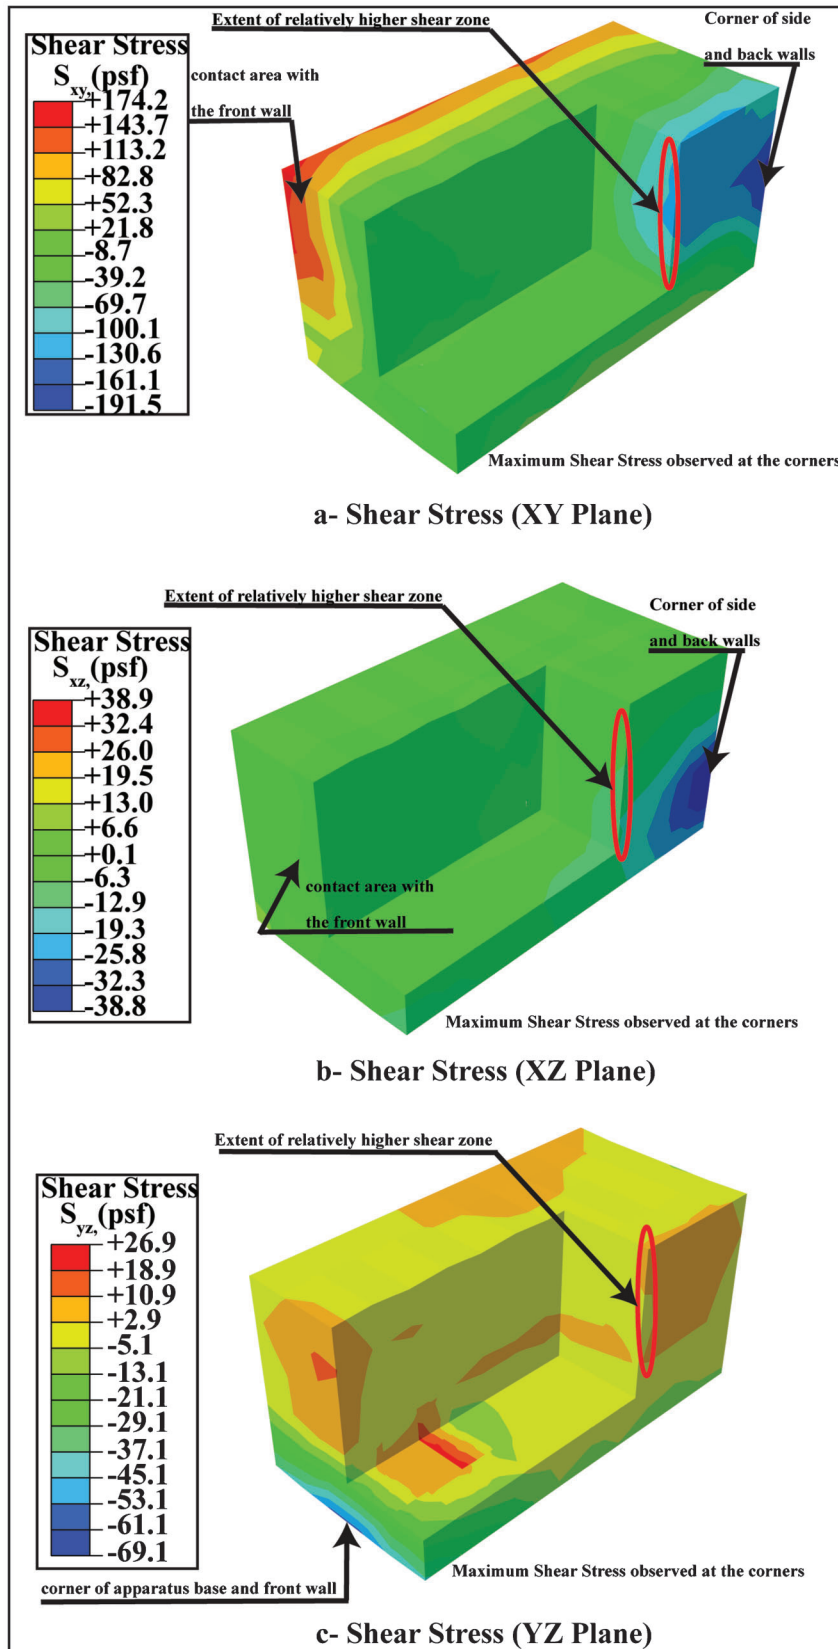 Extent of relatively higher shear zone
Corner of side
and back walls
Shear Stress
Sxy, (psf)
contact area with
the front wall
+174.2
+143.7
+113.2
+82.8
+52.3
+21.8
-8.7
-39.2
-69.7
-100.1
-130.6
-161.1
-191.5
Maximum Shear Stress observed at the corners
a- Shear Stress (XY Plane)
Extent of relatively higher shear zone
Corner of side
and back walls
Shear Stress
Sxz, (psf)
+38.9
+32.4
+26.0
+19.5
+13.0
+6.6
+0.1
-6.3
-12.9
-19.3
-25.8
-32.3
-38.8
contact area with
the front wall
Maximum Shear Stress observed at the corners
b- Shear Stress (XZ Plane)
Extent of relatively higher shear zone
Shear Stress
Syz, (psf)
+26.9
+18.9
+10.9
+2.9
-5.1
-13.1
-21.1
-29.1
-37.1
-45.1
-53.1
-61.1
-69.1
Maximum Shear Stress observed at the corners
corner of apparatus base and front wall
c- Shear Stress (YZ Plane)